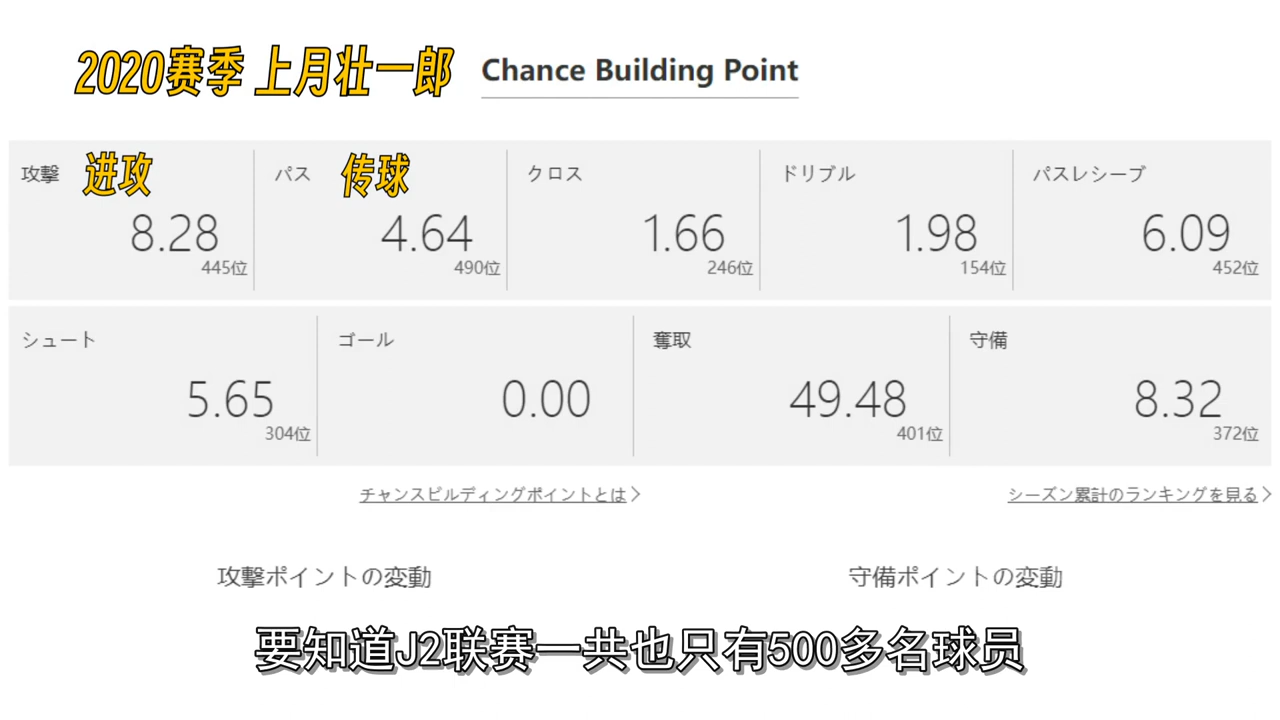 2020赛季 上月壮一郎
Chance Building Point
攻撃 进攻
8.28
445位
パス 传球
4.64
490位
クロス
1.66
246位
ドリブル
1.98
154位
パスレシーブ
6.09
452位
シュート
5.65
304位
ゴール
0.00
奪取
49.48
401位
守備
8.32
372位
チャンスビルディングポイントとは
シーズン累計のランキングを見る
攻撃ポイントの変動
守備ポイントの変動
要知道J2联赛一共也只有500多名球员